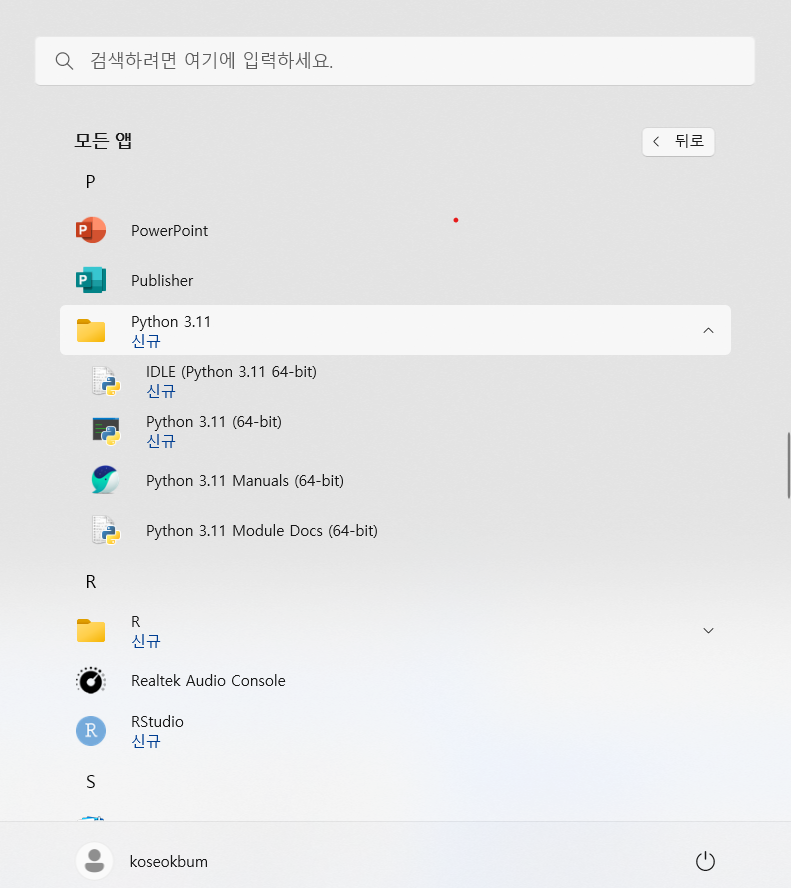 검색하려면 여기에 입력하세요.
모든 앱
뒤로
P
PowerPoint
Publisher
Python 3.11
신규
IDLE (Python 3.11 64-bit)
신규
Python 3.11 (64-bit)
신규
Python 3.11 Manuals (64-bit)
Python 3.11 Module Docs (64-bit)
R
R
신규
Realtek Audio Console
RStudio
신규
S
koseokbum